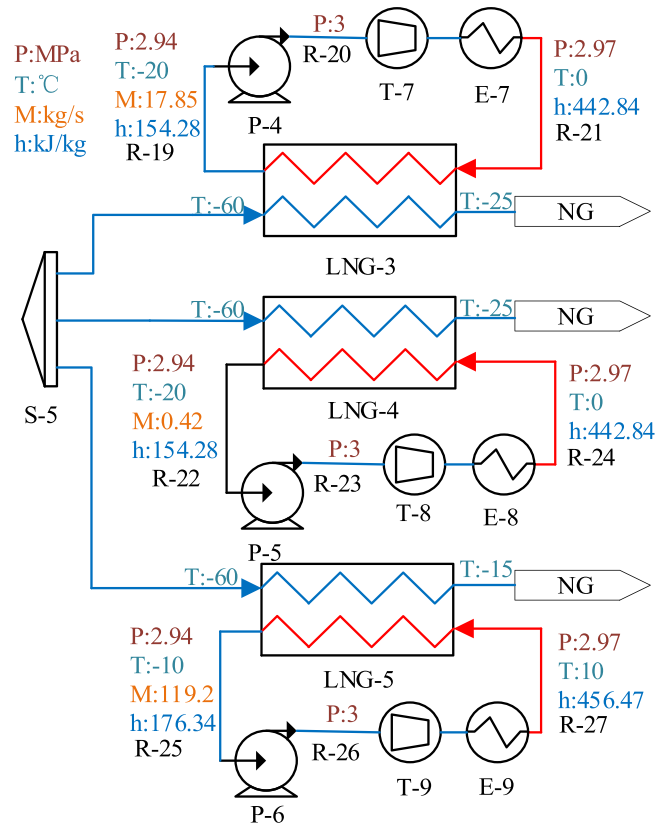 P:MPa
T:℃
M:kg/s
h:kJ/kg
P:2.94
T:-20
M:17.85
h:154.28
R-19
P-4
P:3
R-20
T-7
E-7
P:2.97
T:0
h:442.84
R-21
T:-60
T:-25
NG
LNG-3
S-5
T:-60
T:-25
NG
LNG-4
P:2.94
T:-20
M:0.42
h:154.28
R-22
P:3
R-23
P-5
T-8
E-8
P:2.97
T:0
h:442.84
R-24
T:-60
T:-15
NG
LNG-5
P:2.94
T:-10
M:119.2
h:176.34
R-25
P:3
R-26
P-6
T-9
E-9
P:2.97
T:10
h:456.47
R-27